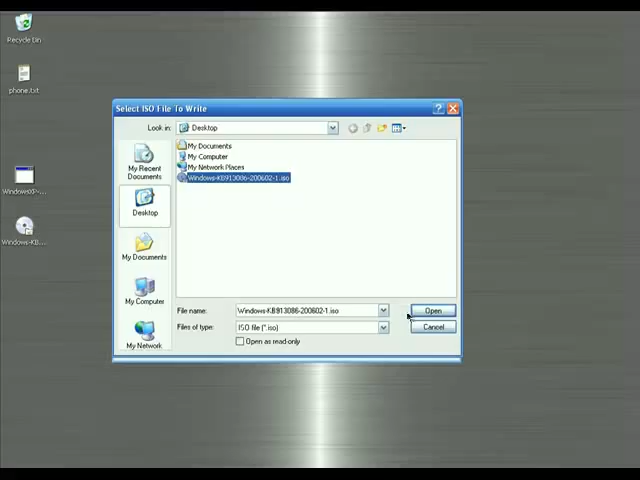 Recycle Bin
phone.txt
WindowsXP-...
Windows-KB...
Select ISO File To Write
Look in:
Desktop
My Recent
Documents
Desktop
My Documents
My Computer
My Network
My Documents
My Computer
My Network Places
Windows-KB913086-200602-1.iso
File name:
Windows-KB913086-200602-1.iso
Open
Files of type:
ISO file (*.iso)
Cancel
Open as read-only